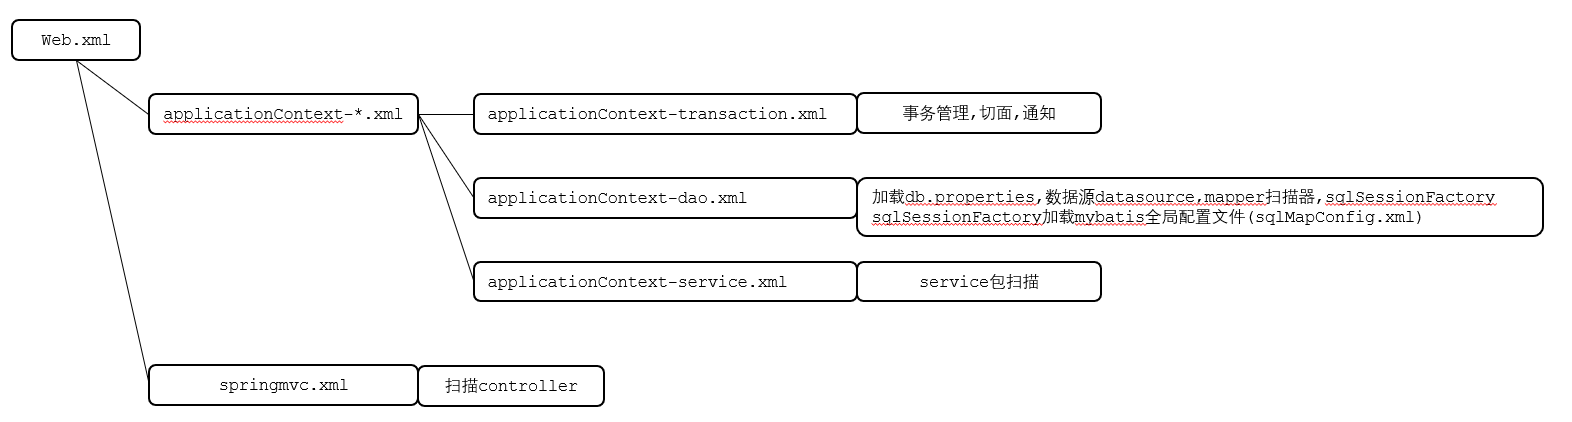 Web.xml
applicationContext-*.xml
applicationContext-transaction.xml
事务管理,切面,通知
applicationContext-dao.xml
加载db.properties,数据源datasource,mapper扫描器,sqlSessionFactory
sqlSessionFactory加载mybatis全局配置文件(sqlMapConfig.xml)
applicationContext-service.xml
service包扫描
springmvc.xml
扫描controller